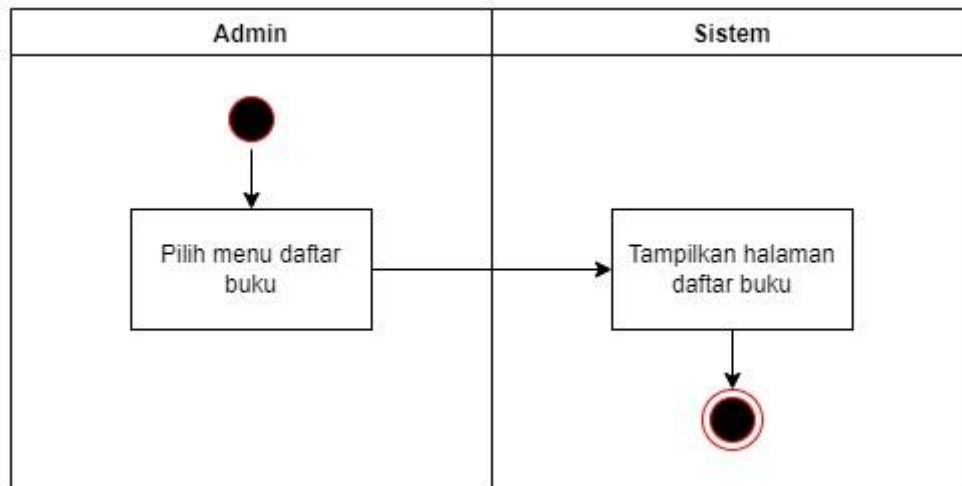 Admin
Sistem
Pilih menu daftar
buku
Tampilkan halaman
daftar buku